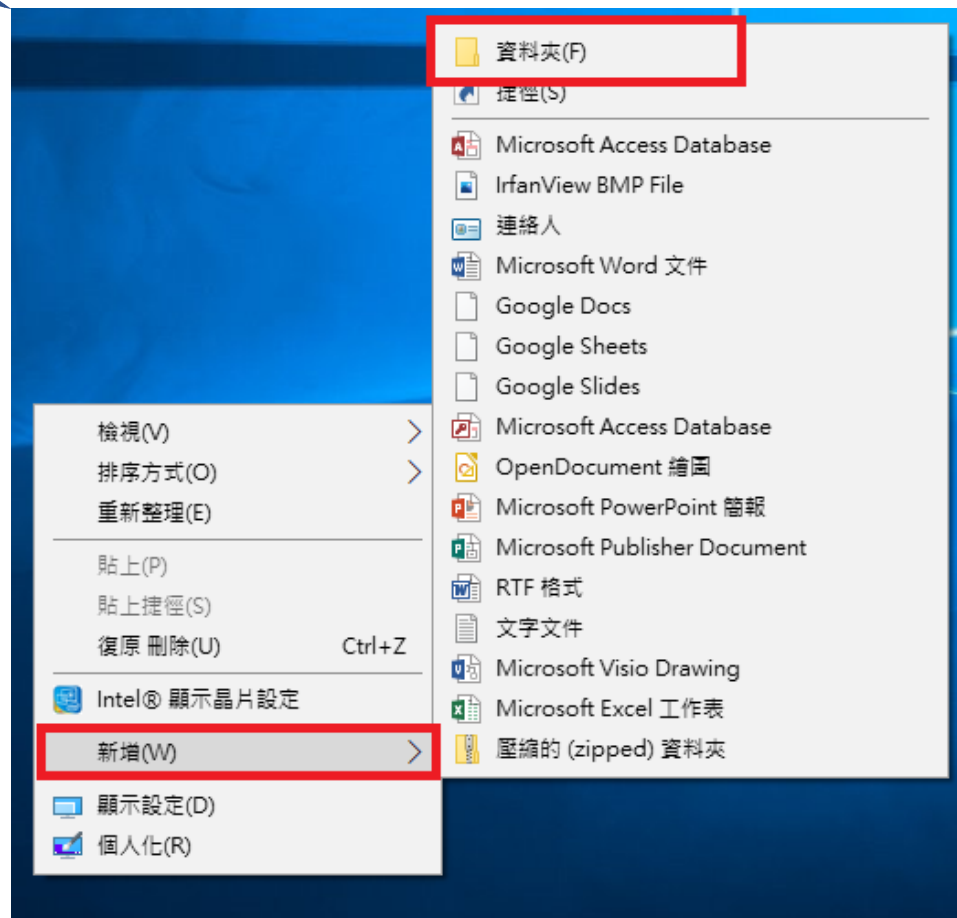 資料夾(F)
捷徑(S)
Microsoft Access Database
IrfanView BMP File
連絡人
Microsoft Word 文件
Google Docs
Google Sheets
Google Slides
Microsoft Access Database
OpenDocument 繪圖
Microsoft PowerPoint 簡報
Microsoft Publisher Document
RTF 格式
文字文件
Microsoft Visio Drawing
Microsoft Excel 工作表
壓縮的 (zipped) 資料夾
檢視(V)
排序方式(O)
重新整理(E)
貼上(P)
貼上捷徑(S)
復原 刪除(U) Ctrl+Z
Intel® 顯示晶片設定
新增(W)
顯示設定(D)
個人化(R)